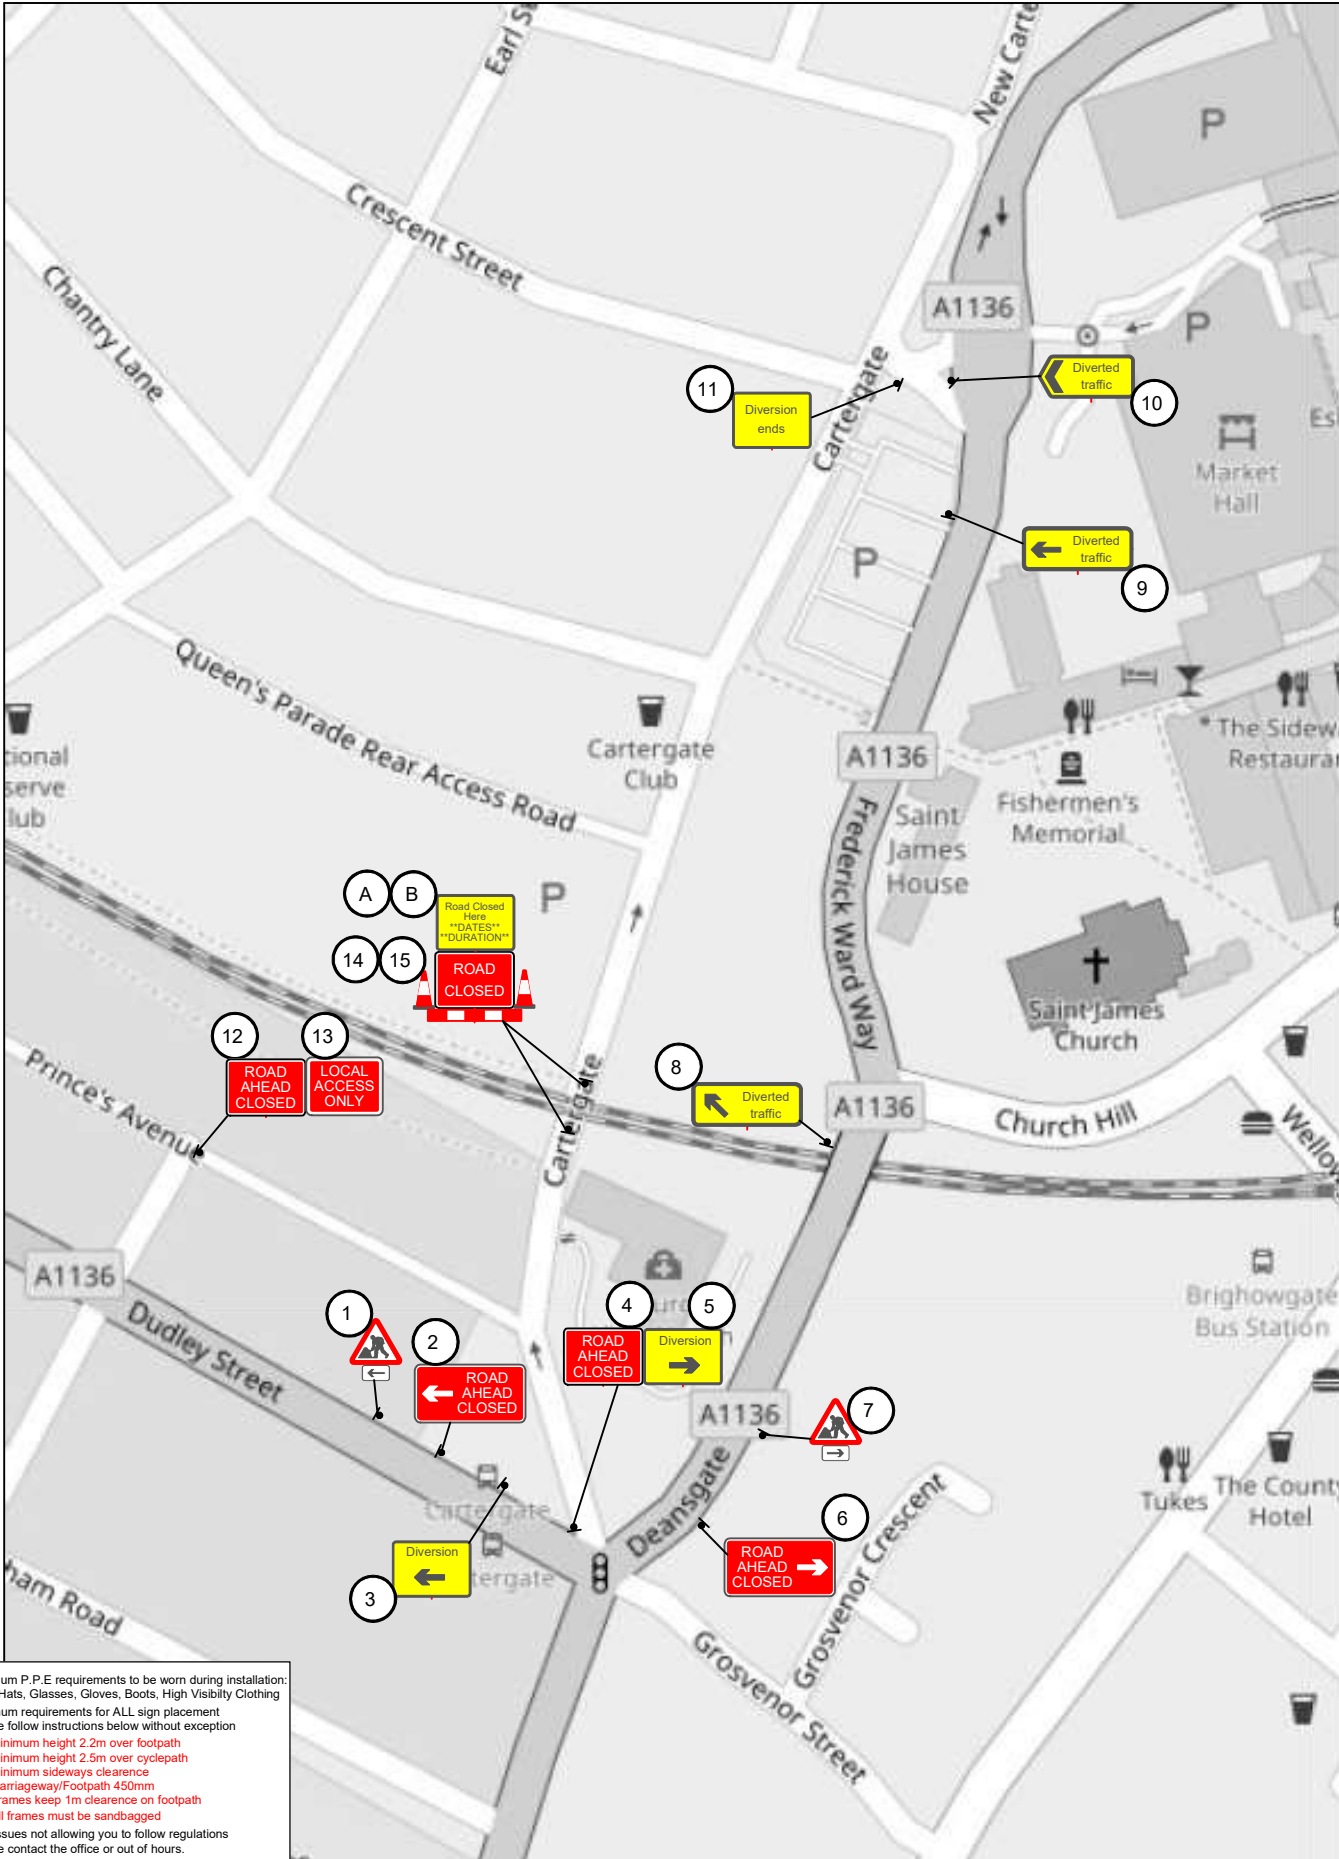 Earl S
New Carte
P
Crescent Street
A1136
Chantry Lane
P
Cartergate
11
Diversion
ends
Diverted
traffic
10
Es
Market
Hall
Diverted
traffic
9
P
Queen's Parade Rear Access Road
tional
serve
lub
Cartergate
Club
A1136
The Sidew
Restaura
Fishermen's
Memorial
Saint
James
House
Frederick Ward Way
A
B
Road Closed
Here
**DATES**
**DURATION**
P
14
15
ROAD
CLOSED
Saint James
Church
12
13
ROAD
AHEAD
CLOSED
LOCAL
ACCESS
ONLY
Prince's Avenue
Cartergate
8
Diverted
traffic
A1136
Church Hill
Wello
A1136
Dudley Street
1
2
ROAD
AHEAD
CLOSED
4
5
ROAD
AHEAD
CLOSED
Diversion
Brighowgate
Bus Station
A1136
7
Deansgate
Cartergate
tergate
Diversion
3
6
ROAD
AHEAD
CLOSED
Grosvenor Crescent
Tukes
The County
Hotel
ham Road
Grosvenor Street
um P.P.E requirements to be worn during installation:
Hats, Glasses, Gloves, Boots, High Visibilty Clothing
um requirements for ALL sign placement
e follow instructions below without exception
inimum height 2.2m over footpath
inimum height 2.5m over cyclepath
inimum sideways clearence
arriageway/Footpath 450mm
rames keep 1m clearence on footpath
ll frames must be sandbagged
ssues not allowing you to follow regulations
e contact the office or out of hours.